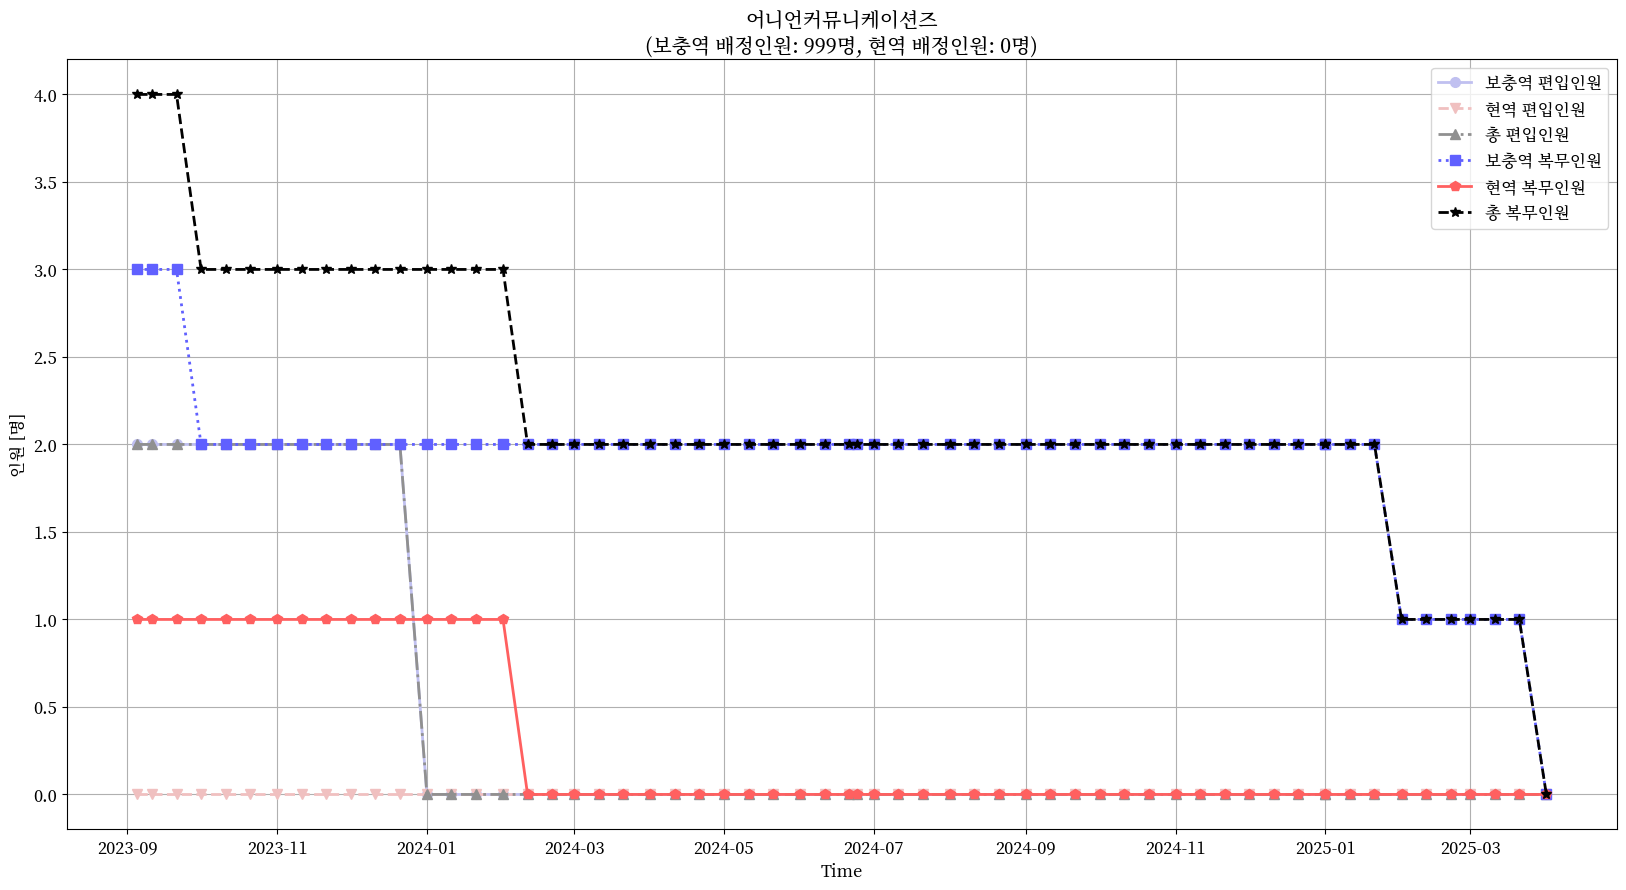 어니언커뮤니케이션즈
(보충역 배정인원: 999명, 현역 배정인원: 0명)
보충역 편입인원
현역 편입인원
총 편입인원
보충역 복무인원
현역 복무인원
총 복무인원
인원 [명]
4.0
3.5
3.0
2.5
2.0
1.5
1.0
0.5
0.0
2023-09 2023-11 2024-01 2024-03 2024-05 2024-07 2024-09 2024-11 2025-01 2025-03
Time